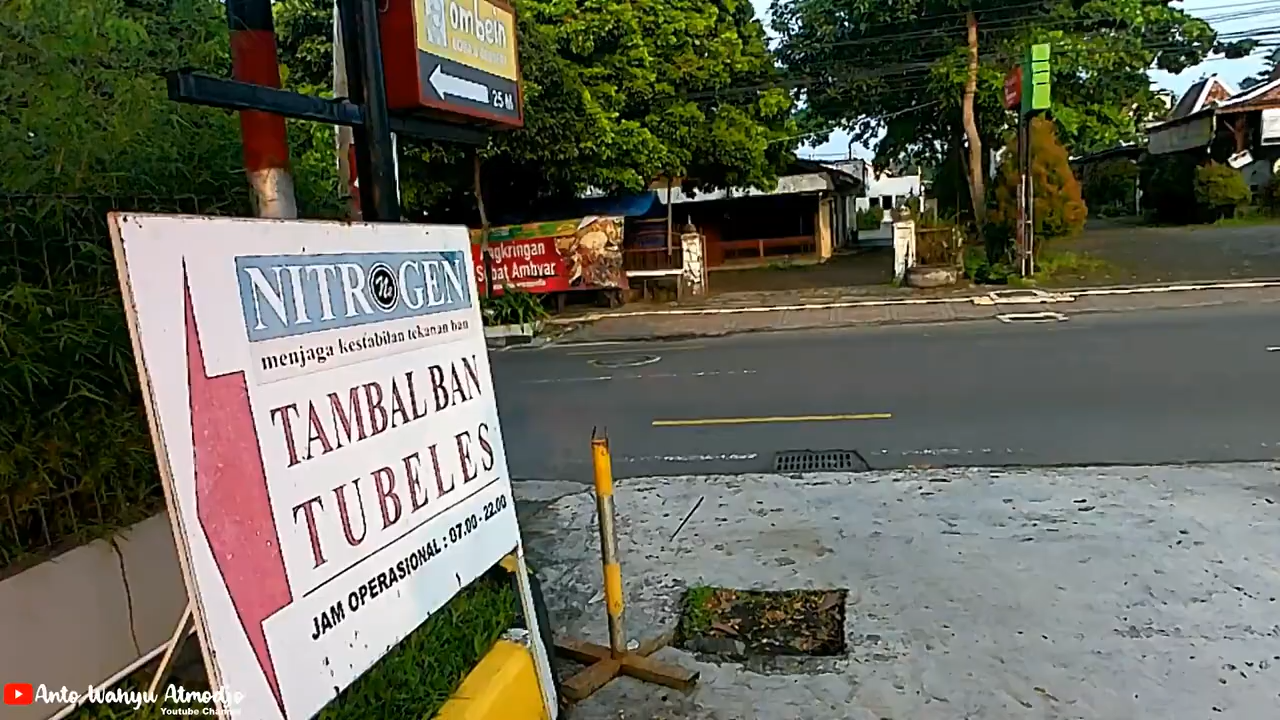 ombein
25 M
NITROGEN
menjaga kestabilan tekanan ban
TAMBAL BAN
TUBELES
JAM OPERASIONAL : 07.00 - 22.00
ngkringan
Ambyar
Anto Wahyu Atmodjo
Youtube Channel